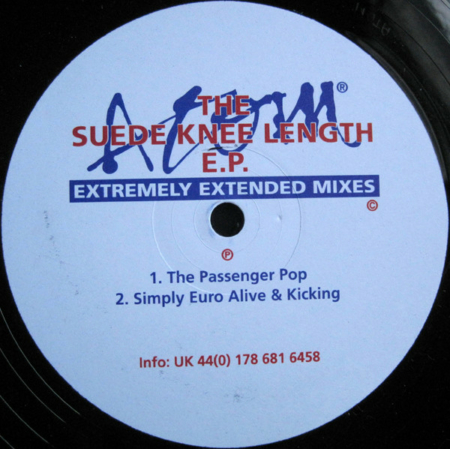 Atom®
THE
SUEDE KNEE LENGTH
E.P.
EXTREMELY EXTENDED MIXES
©
℗
1. The Passenger Pop
2. Simply Euro Alive & Kicking
Info: UK 44(0) 178 681 6458